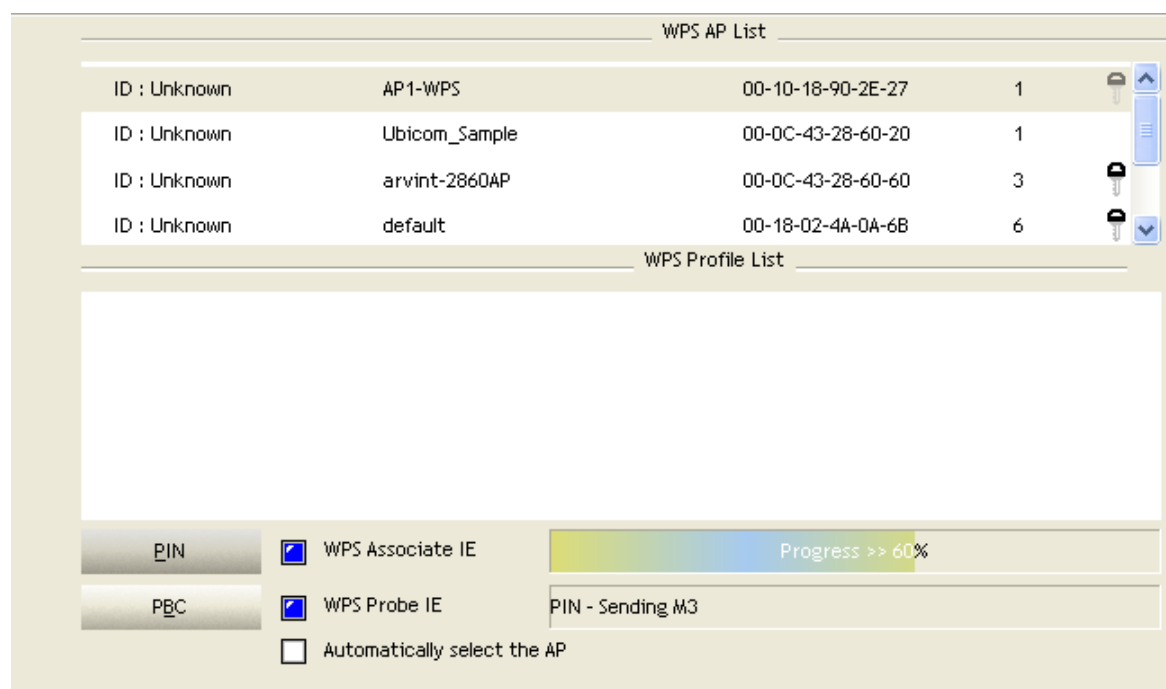 WPS AP List
ID : Unknown AP1-WPS 00-10-18-90-2E-27 1
ID : Unknown Ubicom_Sample 00-0C-43-28-60-20 1
ID : Unknown arvint-2860AP 00-0C-43-28-60-60 3
ID : Unknown default 00-18-02-4A-0A-6B 6
WPS Profile List
PIN WPS Associate IE Progress >> 60%
PBC WPS Probe IE PIN - Sending M3
Automatically select the AP